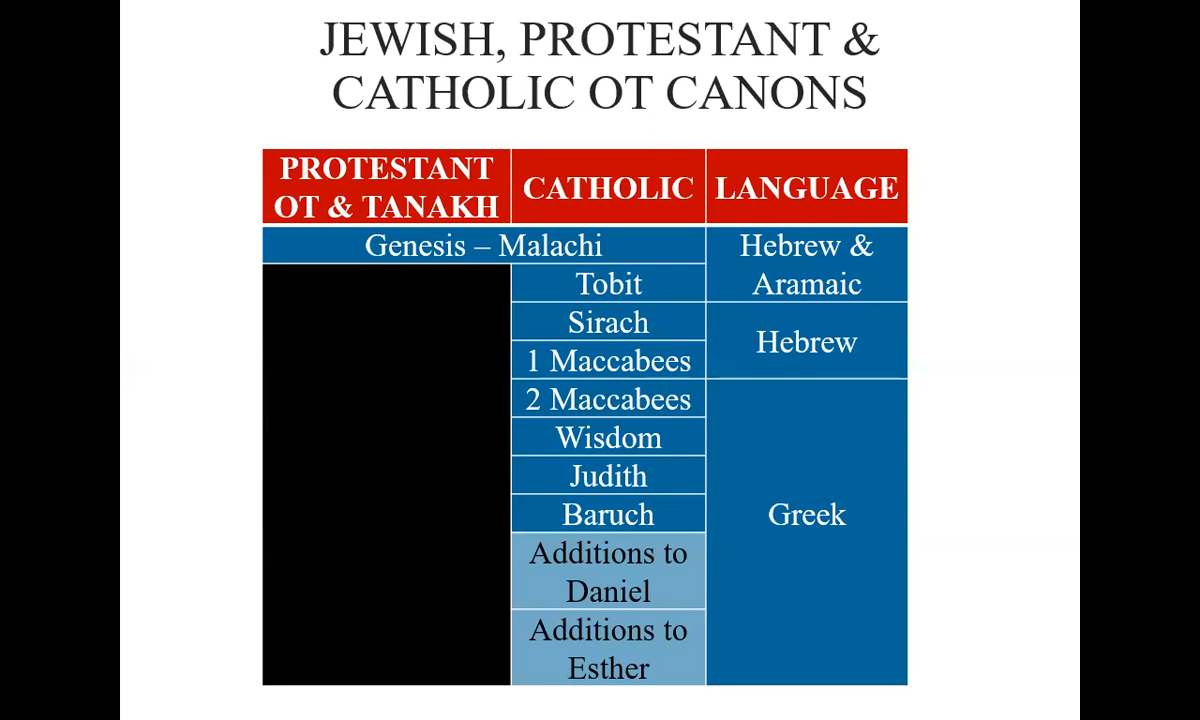 JEWISH, PROTESTANT &
CATHOLIC OT CANONS
PROTESTANT
OT & TANAKH
CATHOLIC
LANGUAGE
Genesis – Malachi
Hebrew &
Aramaic
Tobit
Sirach
Hebrew
1 Maccabees
2 Maccabees
Wisdom
Judith
Baruch
Greek
Additions to
Daniel
Additions to
Esther